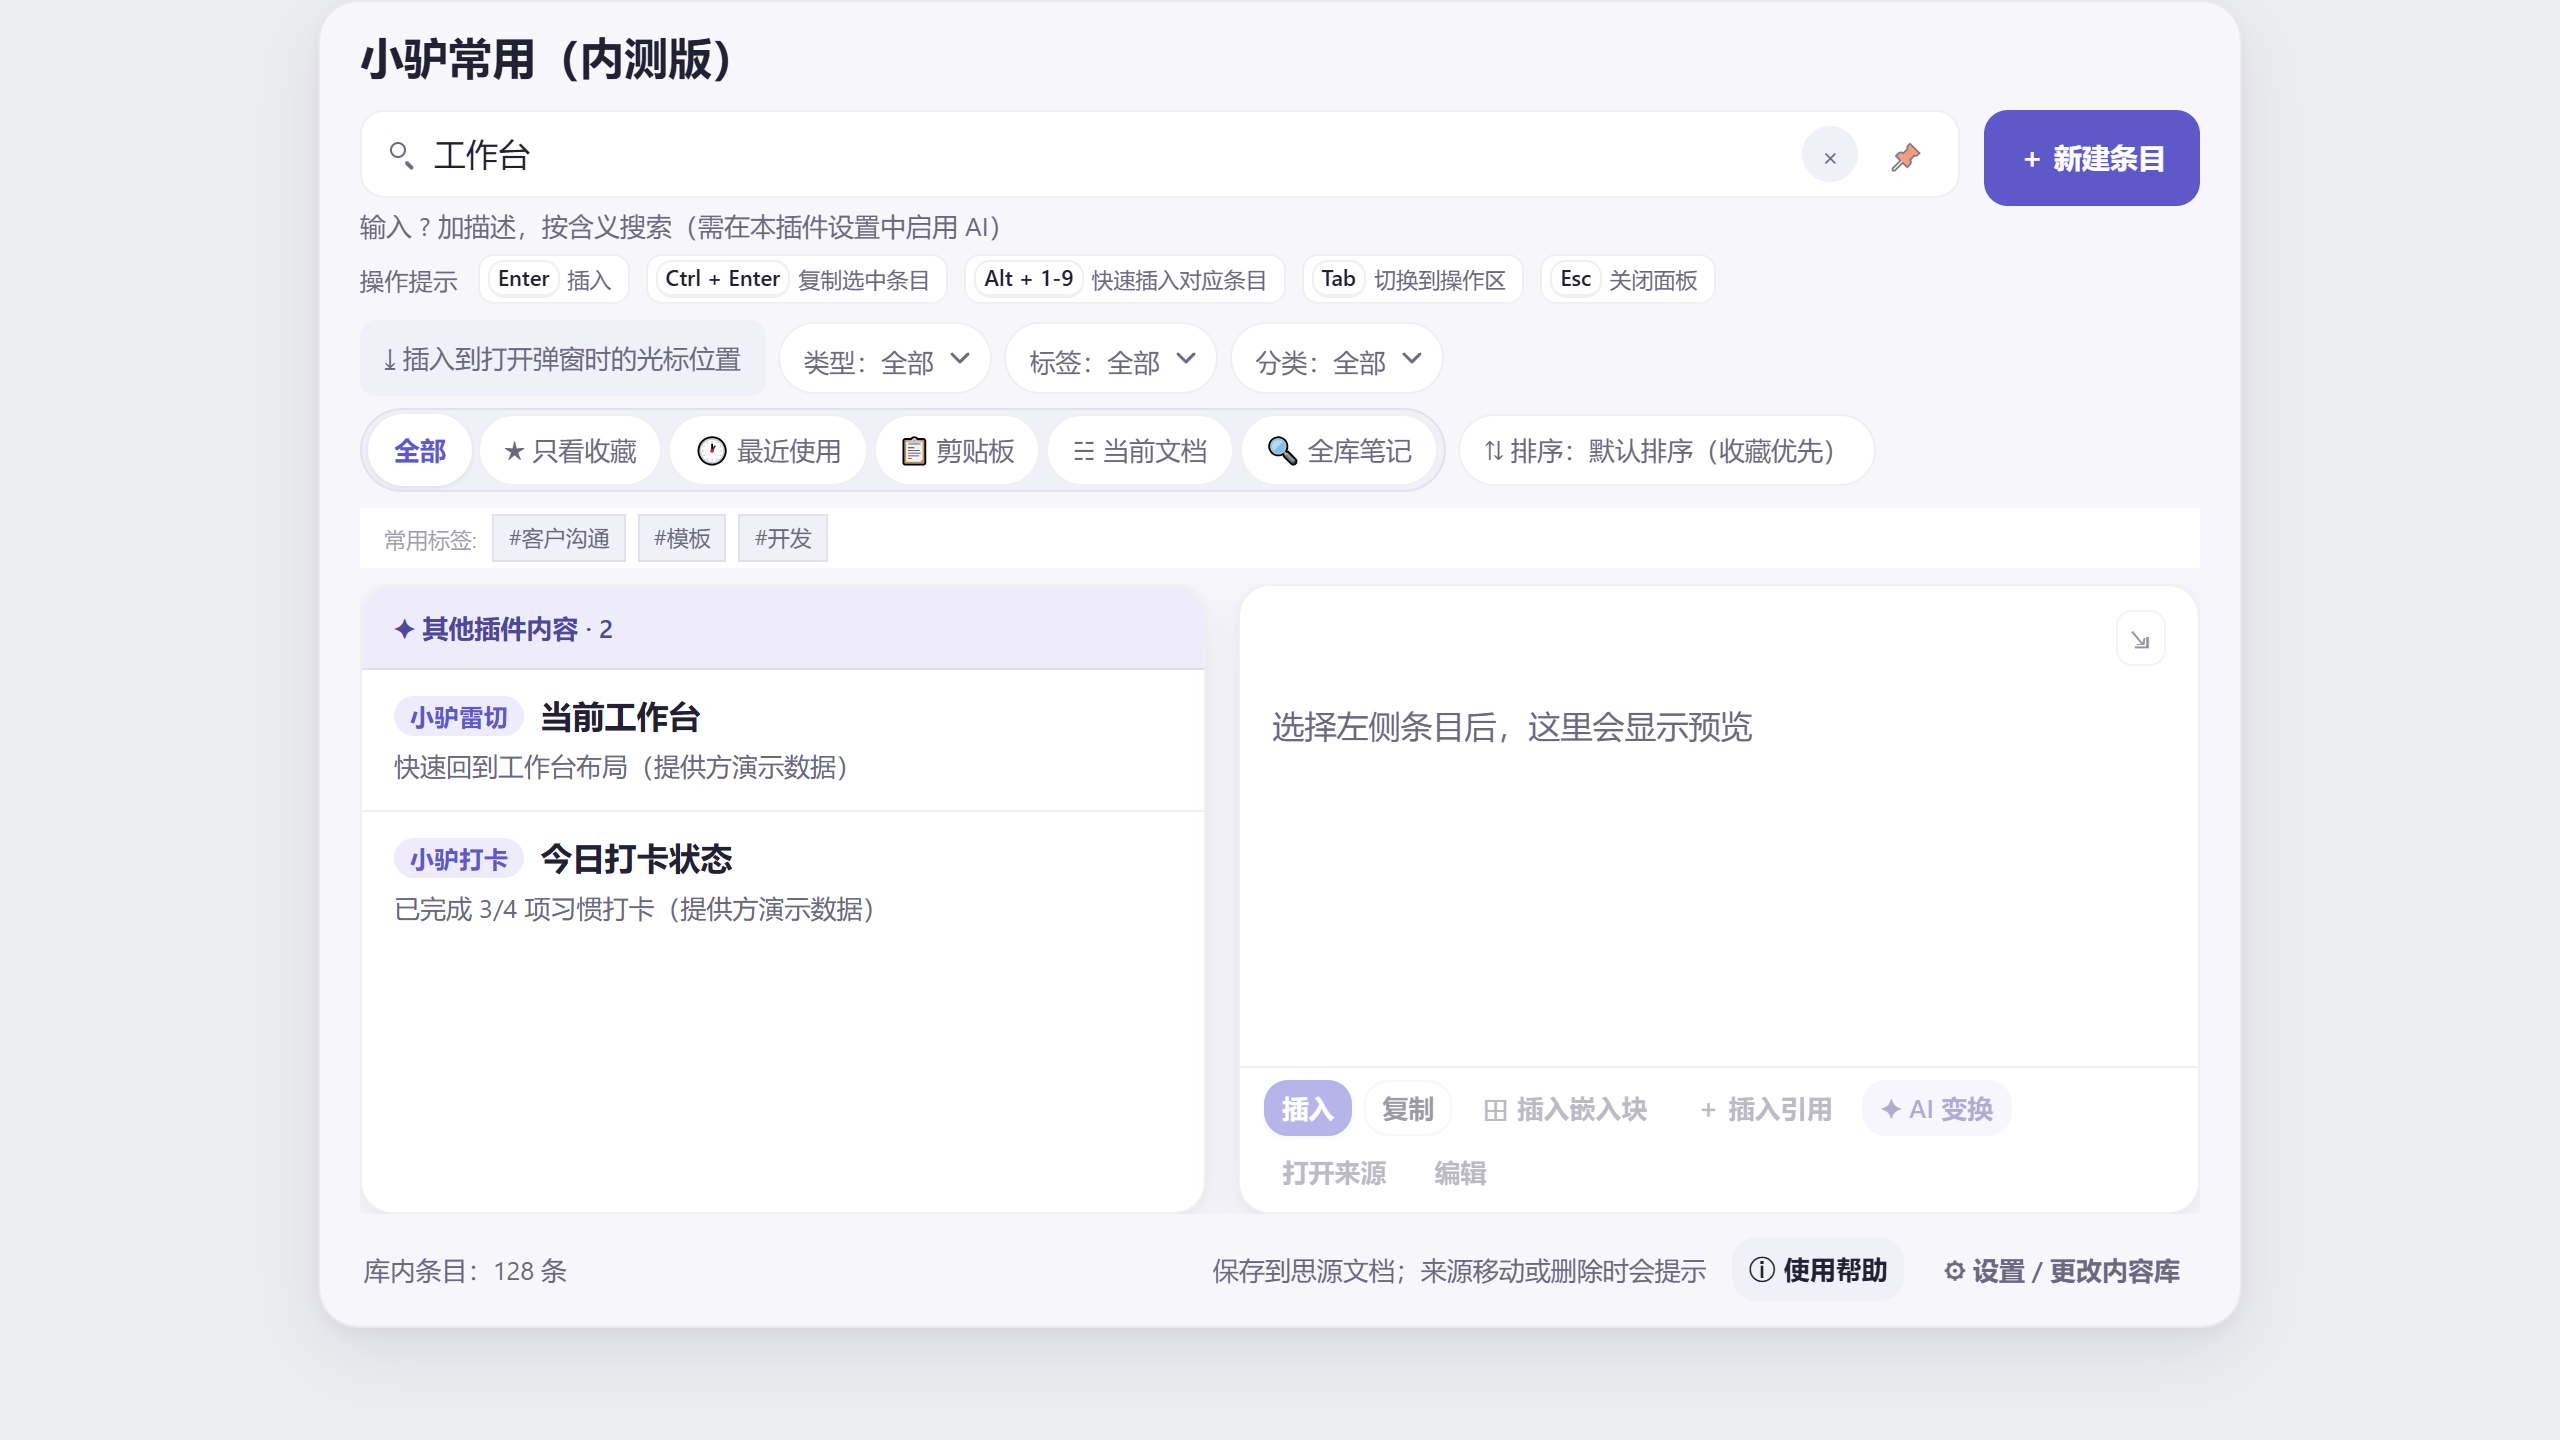 小驴常用（内测版）
工作台
× 
+ 新建条目
输入 ? 加描述，按含义搜索（需在本插件设置中启用 AI）
操作提示 Enter 插入 Ctrl + Enter 复制选中条目 Alt + 1-9 快速插入对应条目 Tab 切换到操作区 Esc 关闭面板
↓插入到打开弹窗时的光标位置 类型：全部 标签：全部 分类：全部
全部 ★ 只看收藏 最近使用 剪贴板 ☵ 当前文档 全库笔记 ⇅ 排序：默认排序（收藏优先）
常用标签: #客户沟通 #模板 #开发
✦ 其他插件内容 · 2
小驴雷切 当前工作台
快速回到工作台布局（提供方演示数据）
小驴打卡 今日打卡状态
已完成 3/4 项习惯打卡（提供方演示数据）
选择左侧条目后，这里会显示预览
插入 复制 田 插入嵌入块 + 插入引用 ✦ AI 变换
打开来源 编辑
库内条目：128 条
保存到思源文档；来源移动或删除时会提示 ⓘ 使用帮助 ⚙ 设置 / 更改内容库